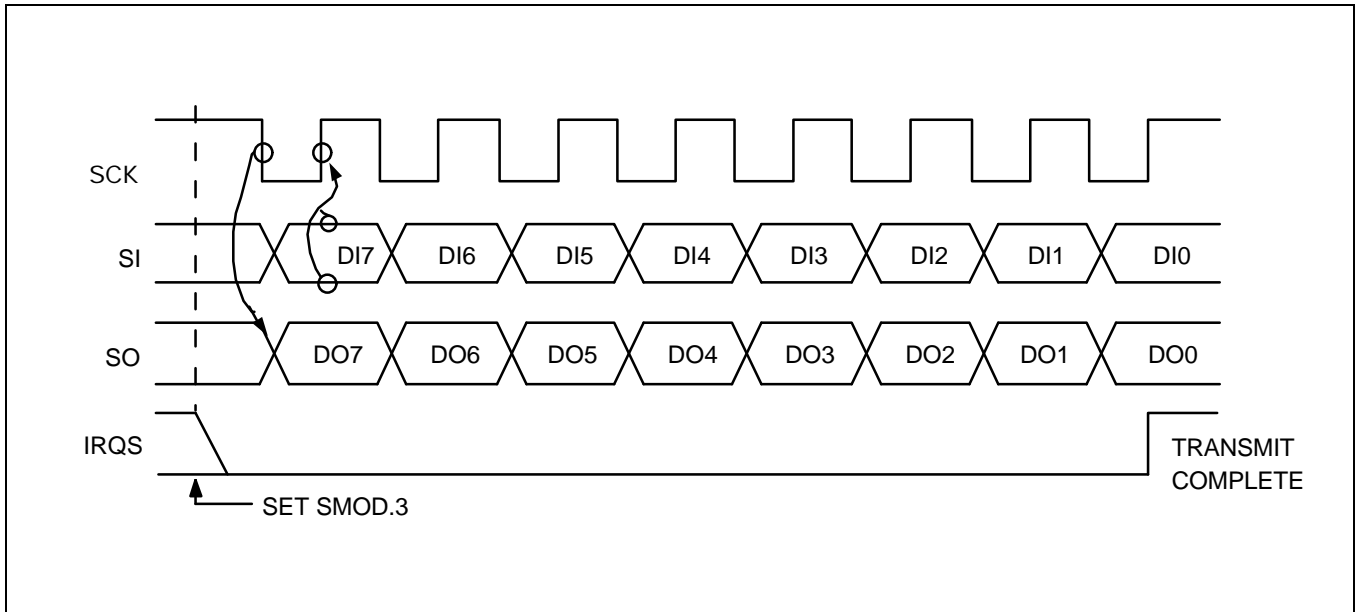 SCK
SI DI7 DI6 DI5 DI4 DI3 DI2 DI1 DI0
SO DO7 DO6 DO5 DO4 DO3 DO2 DO1 DO0
IRQS
TRANSMIT
COMPLETE
SET SMOD.3